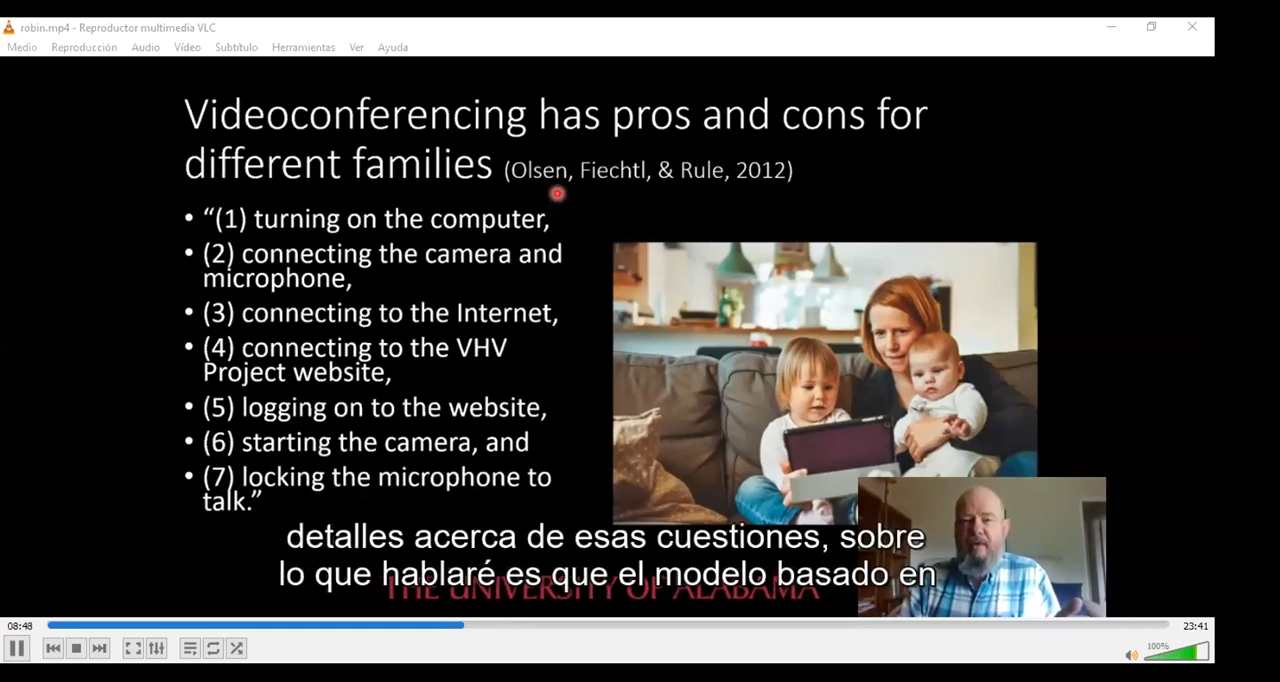 robin.mp4 - Reproductor multimedia VLC
Medio Reproducción Audio Vídeo Subtítulo Herramientas Ver Ayuda
Videoconferencing has pros and cons for
different families (Olsen, Fiechtl, & Rule, 2012)
• “(1) turning on the computer,
• (2) connecting the camera and
microphone,
• (3) connecting to the Internet,
• (4) connecting to the VHV
Project website,
• (5) logging on to the website,
• (6) starting the camera, and
• (7) locking the microphone to
talk.”
detalles acerca de esas cuestiones, sobre
lo que hablaré es que el modelo basado en
THE UNIVERSITY OF ALABAMA
08:48 23:41
100%